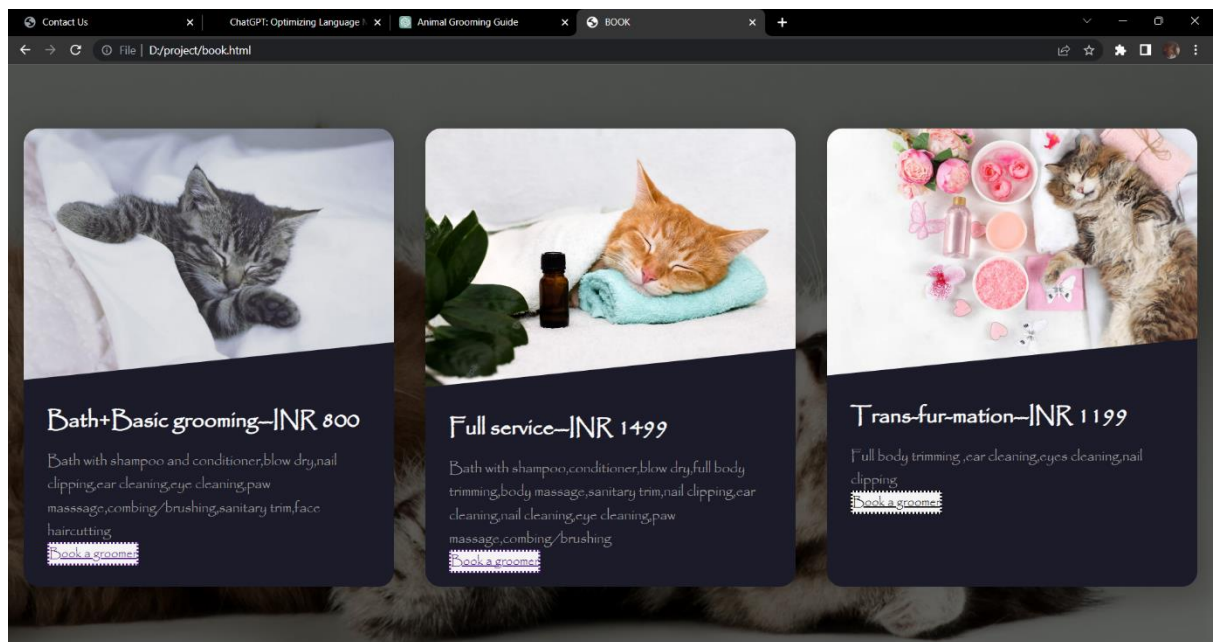 Contact Us
ChatGPT: Optimizing Language
Animal Grooming Guide
BOOK
File
D:/project/book.html
Bath+Basic grooming—INR 800
Bath with shampoo and conditioner,blow dry,nail
clipping,ear cleaning,eye cleaning,paw
masssage,combing/brushing,sanitary trim,face
haircutting
Book a groomer
Full service—INR 1499
Bath with shampoo,conditioner,blow dry,full body
trimming,body massage,sanitary trim,nail clipping,ear
cleaning,nail cleaning,eye cleaning,paw
massage,combing/brushing
Book a groomer
Trans-fur-mation—INR 1199
Full body trimming ,ear cleaning,eyes cleaning,nail
clipping
Book a groomer